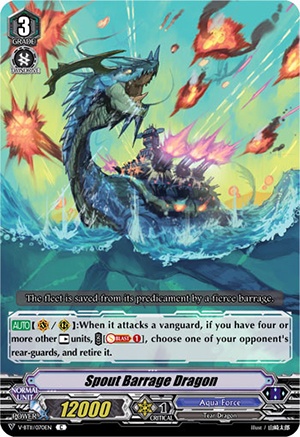 3
GRADE
The fleet is saved from its predicament by a fierce barrage.
AUTO【 / 】:When it attacks a vanguard, if you have four or
more other units, [ BLAST 1 ], choose one of your opponent's
rear-guards, and retire it.
Spout Barrage Dragon
NORMAL UNIT
Aqua Force
Tear Dragon
POWER 12000
1 CRITICAL
V-BT11/070EN C
Illust / 山崎太郎